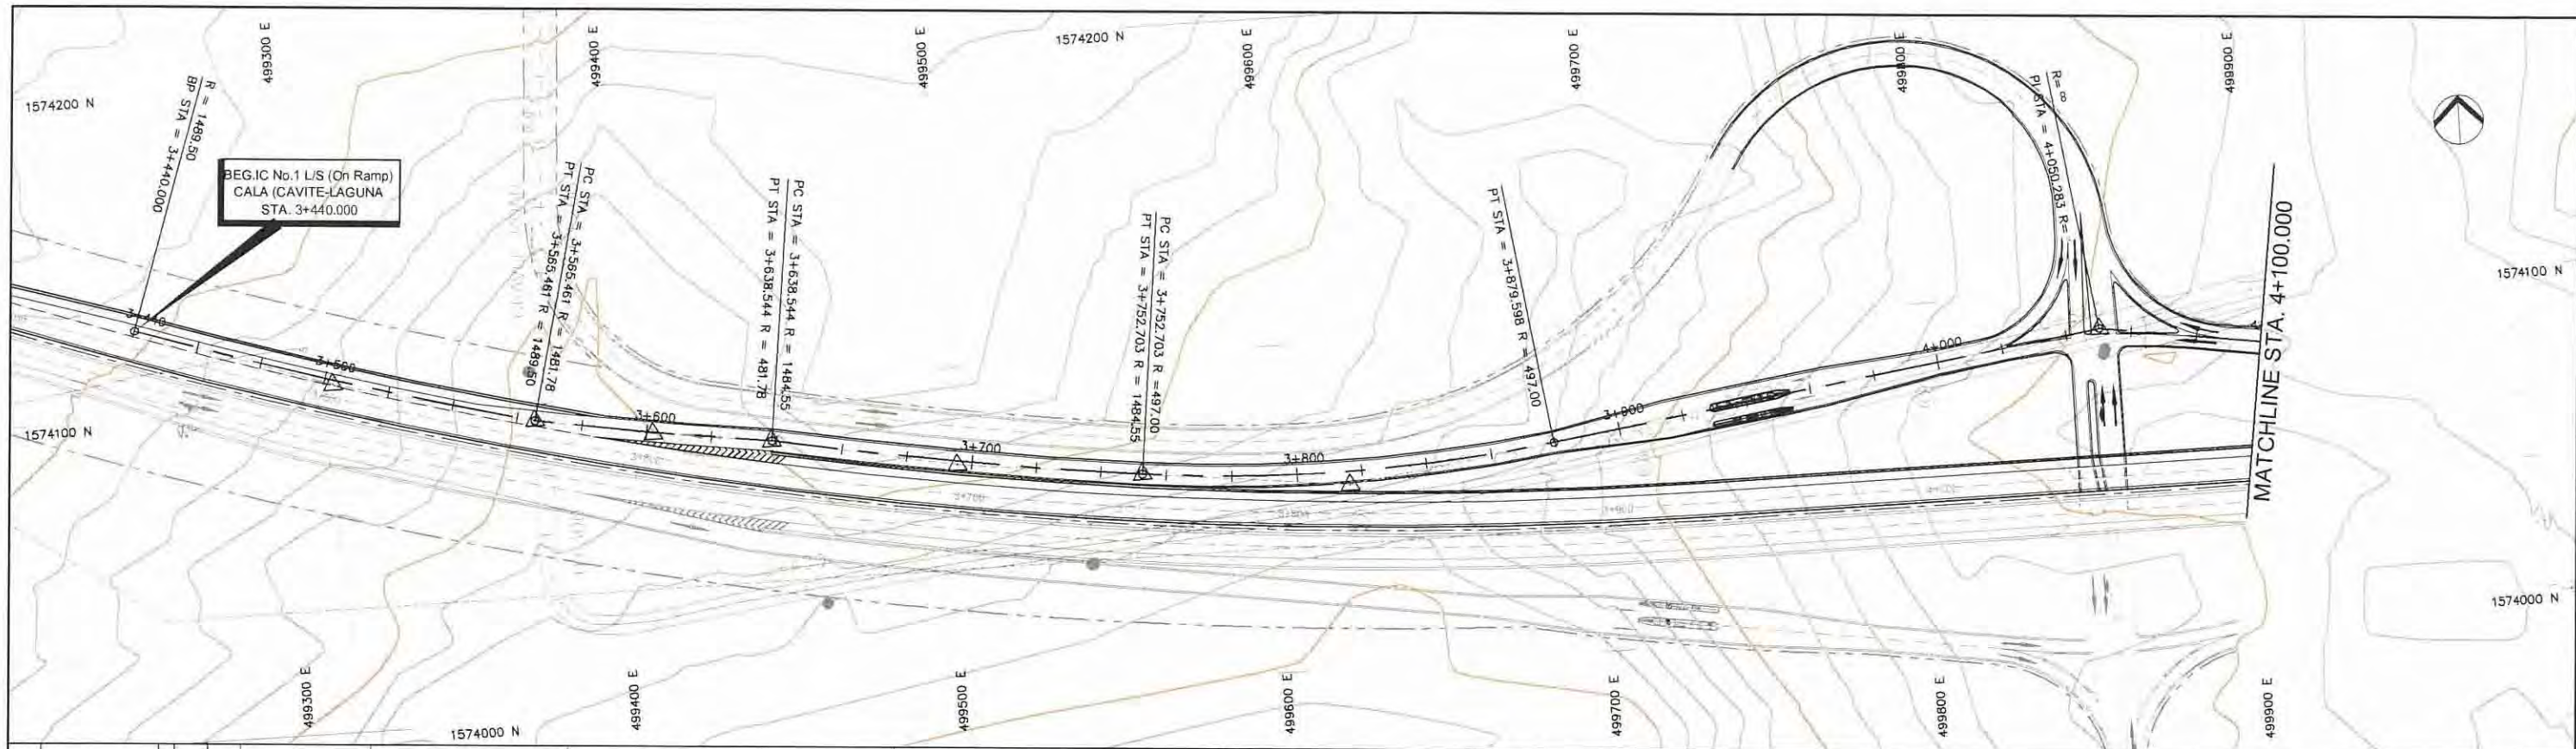 499300 E
499400 E
499500 E
1574200 N
499600 E
499700 E
499800 E
499900 E
1574200 N
R = 1489.50
BP STA = 3+440.000
BEG.IC No.1 L/S (On Ramp)
CALA (CAVITE-LAGUNA
STA. 3+440.000
PC STA = 3+565.461 R = 1481.78
PT STA = 3+565.461 R = 1489.50
PC STA = 3+638.544 R = 1484.55
PT STA = 3+638.544 R = 481.78
PC STA = 3+752.703 R =497.00
PT STA = 3+752.703 R = 1484.55
PT STA = 3+879.598 R = 497.00
R= 8
PI STA = 4+050.283 R=
MATCHLINE STA. 4+100.000
1574100 N
3+440
3+500
3+600
3+700
3+800
3+900
4+000
1574100 N
3+700
3+900
1574000 N
499300 E
499400 E
499500 E
499600 E
499700 E
499800 E
499900 E
1574000 N